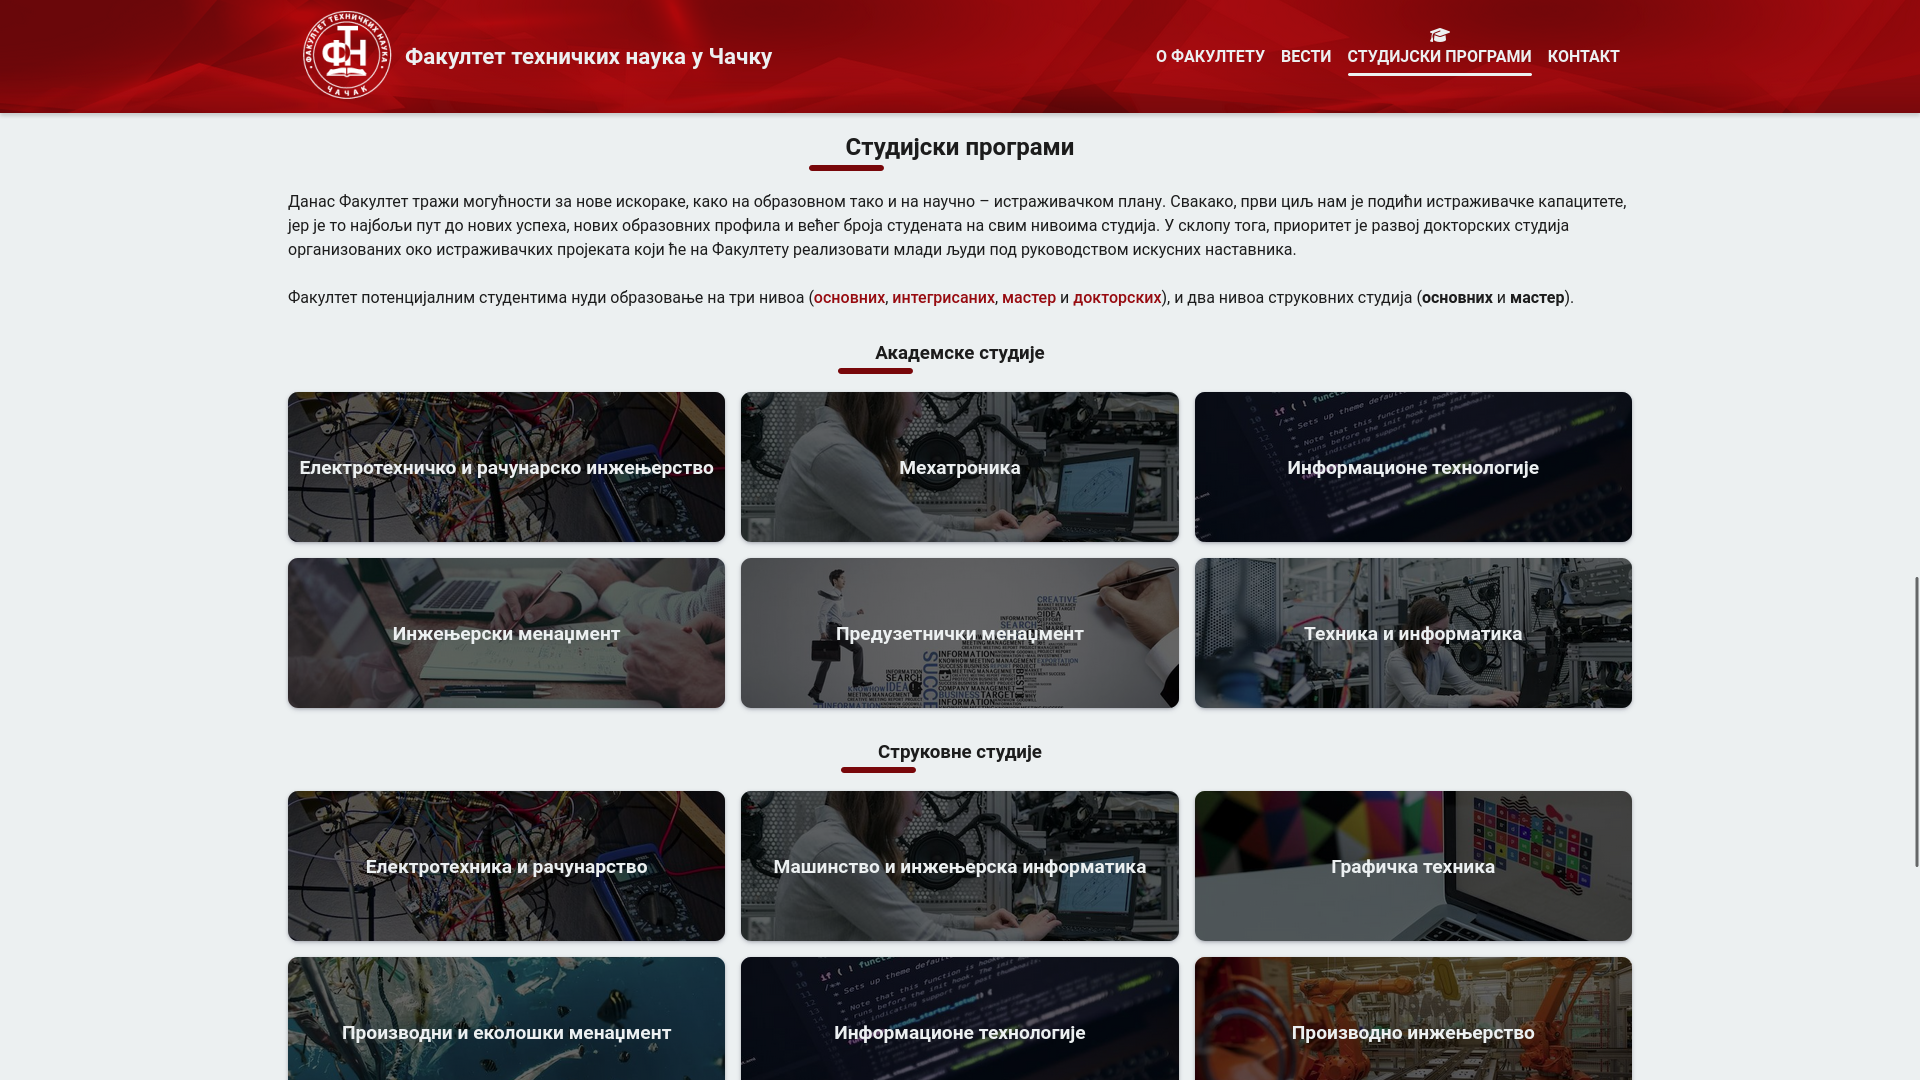 ФАКУЛТЕТ ТЕХНИЧКИХ НАУКА
ЧАЧАК
Факултет техничких наука у Чачку
О ФАКУЛТЕТУ ВЕСТИ СТУДИЈСКИ ПРОГРАМИ КОНТАКТ
Студијски програми
Данас Факултет тражи могућности за нове искораке, како на образовном тако и на научно – истраживачком плану. Свакако, први циљ нам је подићи истраживачке капацитете,
јер је то најбољи пут до нових успеха, нових образовних профила и већег броја студената на свим нивоима студија. У склопу тога, приоритет је развој докторских студија
организованих око истраживачких пројеката који ће на Факултету реализовати млади људи под руководством искусних наставника.
Факултет потенцијалним студентима нуди образовање на три нивоа (основних, интегрисаних, мастер и докторских), и два нивоа струковних студија (основних и мастер).
Академске студије
Електротехничко и рачунарско инжењерство
Мехатроника
Информационе технологије
Инжењерски менаџмент
Предузетнички менаџмент
Техника и информатика
Струковне студије
Електротехника и рачунарство
Машинство и инжењерска информатика
Графичка техника
Производни и еколошки менаџмент
Информационе технологије
Производно инжењерство